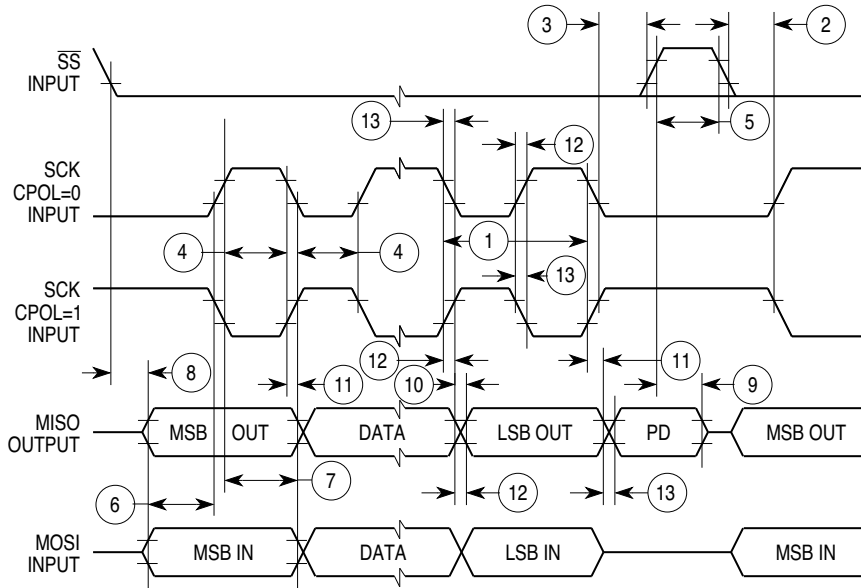 3
2
SS
INPUT
13
5
12
SCK
CPOL=0
INPUT
4
4
1
13
SCK
CPOL=1
INPUT
8
11
12
10
11
9
MISO
OUTPUT
MSB OUT
DATA
LSB OUT
PD
MSB OUT
6
7
12
13
MOSI
INPUT
MSB IN
DATA
LSB IN
MSB IN